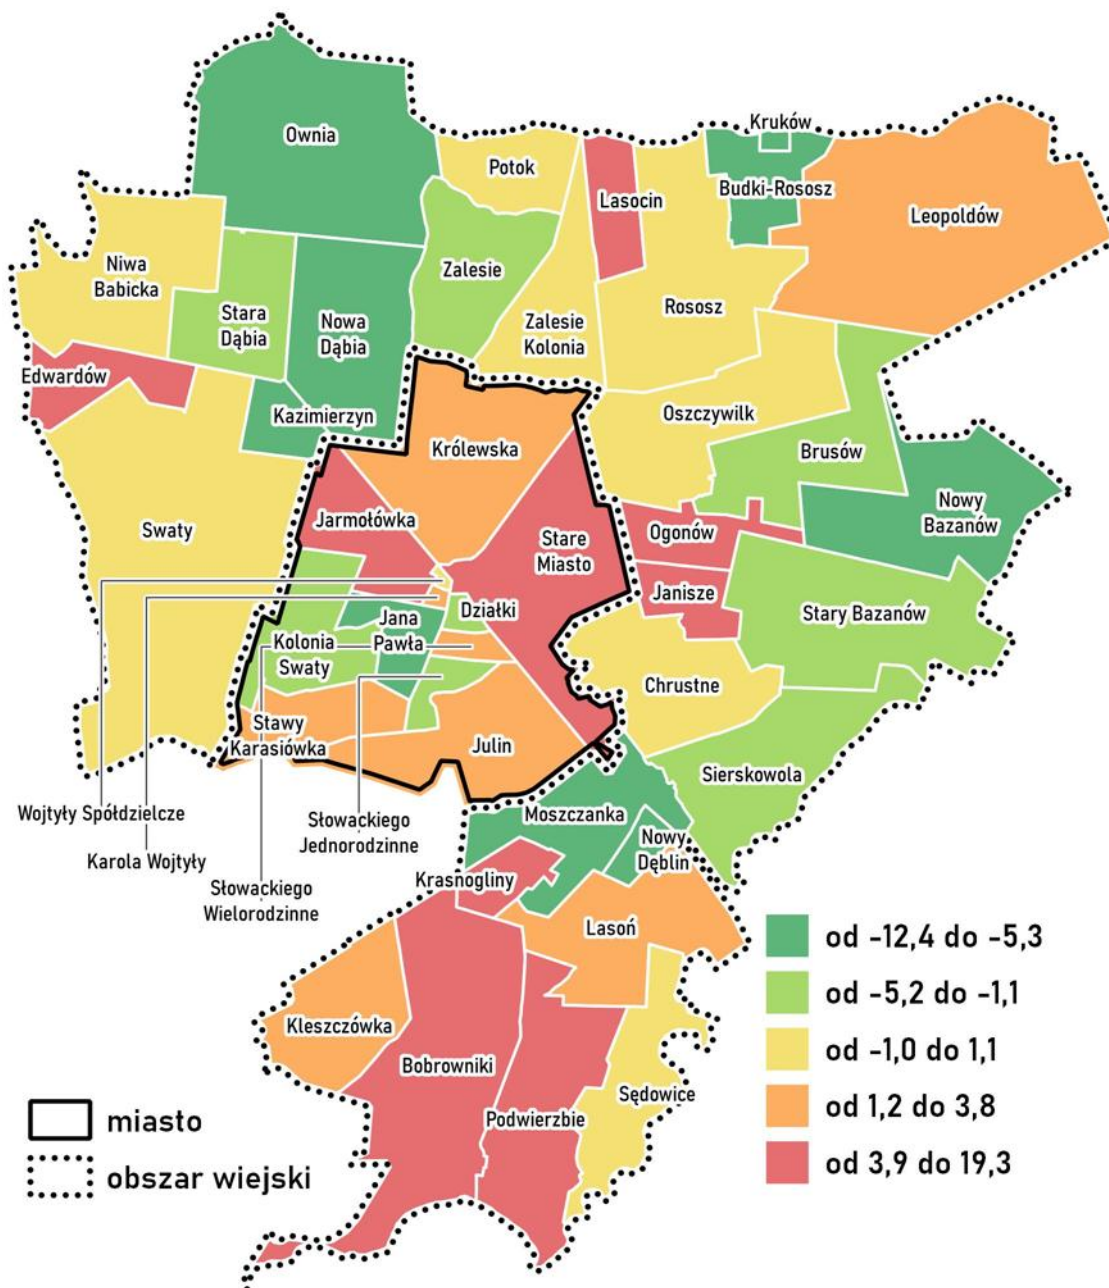 Kruków
Ownia
Potok
Budki-Rososz
Lasocin
Leopoldów
Niwa
Babicka
Zalesie
Rososz
Stara
Dąbia
Nowa
Dąbia
Zalesie
Kolonia
Edwardów
Kazimierzyn
Oszczywilk
Królewska
Brusów
Nowy
Bazanów
Swaty
Jarmołówka
Ogonów
Stare
Miasto
Janisze
Działki
Jana
Pawła
Stary Bazanów
Kolonia
Swaty
Chrustne
Stawy
Karasiówka
Julin
Sierskowola
Wojtyły Spółdzielcze
Słowackiego
Jednorodzinne
Moszczanka
Nowy
Dęblin
Karola Wojtyły
Krasnogliny
Słowackiego
Wielorodzinne
Lasoń
od -12,4 do -5,3
od -5,2 do -1,1
Kleszczówka
od -1,0 do 1,1
Bobrowniki
Sędowice
Podwierzbie
od 1,2 do 3,8
miasto
od 3,9 do 19,3
obszar wiejski